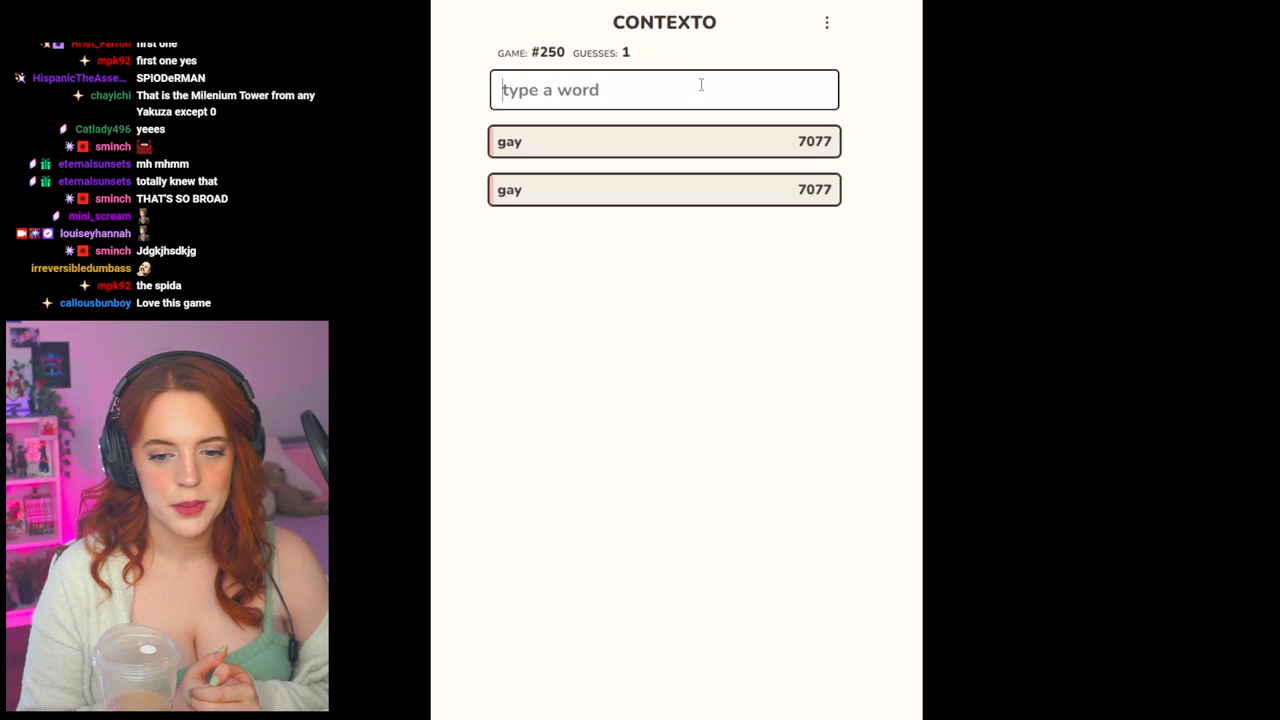 first one
mpk92 first one yes
HispanicTheAsse... SPIODeRMAN
chayichi That is the Milenium Tower from any
Yakuza except 0
Catlady496 yeees
sminch
eternalsunsets mh mhmm
eternalsunsets totally knew that
sminch THAT'S SO BROAD
mini_scream
louiseyhannah
sminch Jdgkjhsdkjg
irreversibledumbass
mpk92 the spida
callousbunboy Love this game
CONTEXTO
GAME: #250 GUESSES: 1
type a word
gay 7077
gay 7077